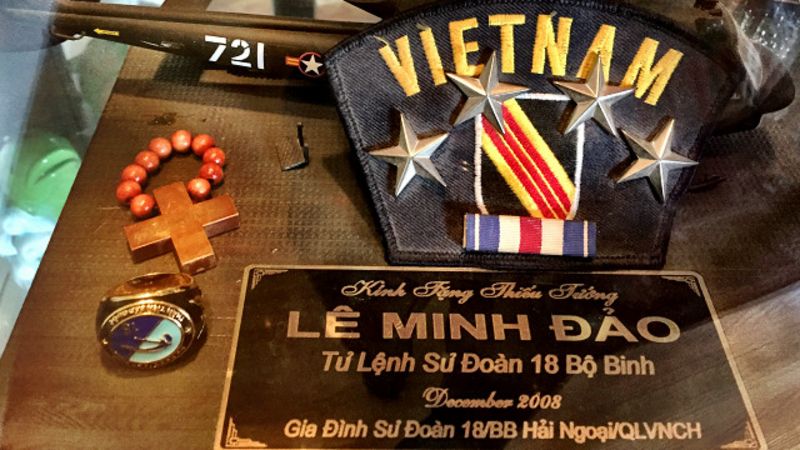 721
VIETNAM
Kính Tặng Thiếu Tướng
LÊ MINH ĐẢO
Tư Lệnh Sư Đoàn 18 Bộ Binh
December 2008
Gia Đình Sư Đoàn 18/BB Hải Ngoại/QLVNCH